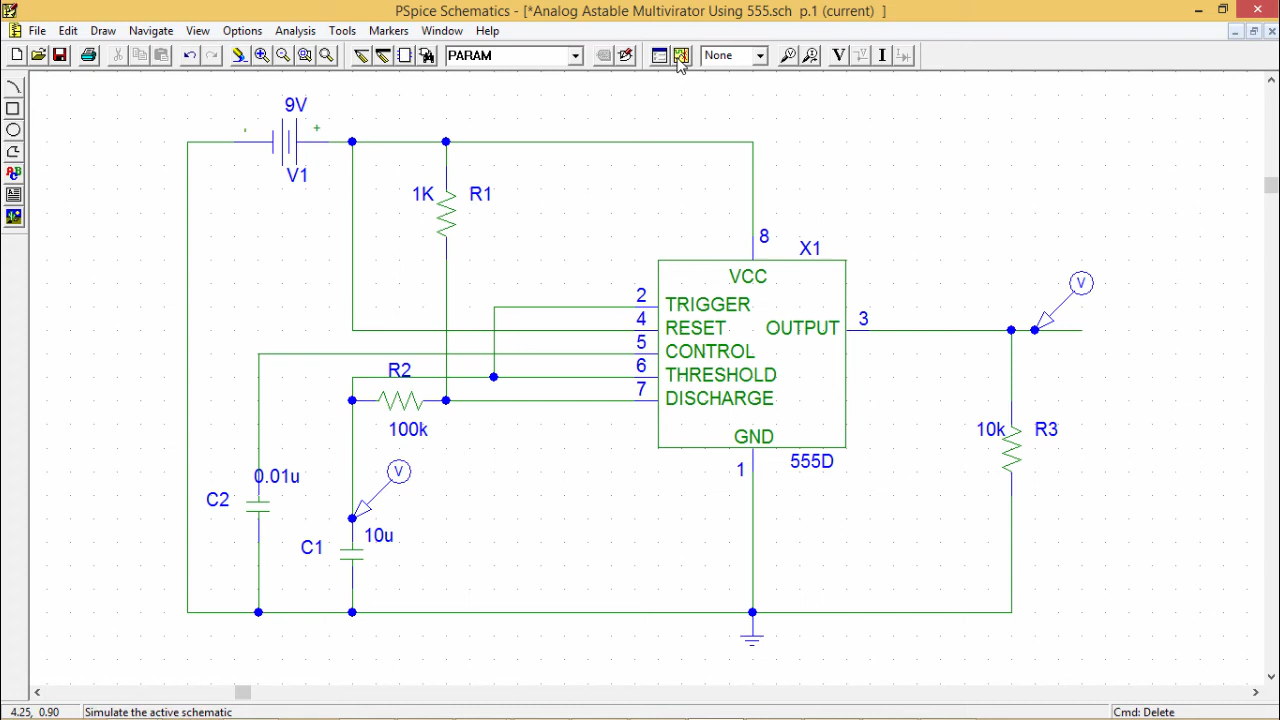 PSpice Schematics - [*Analog Astable Multivirator Using 555.sch p.1 (current) ]
File Edit Draw Navigate View Options Analysis Tools Markers Window Help
PARAM
None
V
I
ABC
9V
V1
1K R1
8
X1
VCC
2 TRIGGER
4 RESET OUTPUT 3
5 CONTROL
6 THRESHOLD
7 DISCHARGE
GND
1
555D
V
R2
100k
10k R3
V
0.01u
C2
10u
C1
4.25, 0.90 Simulate the active schematic Cmd: Delete